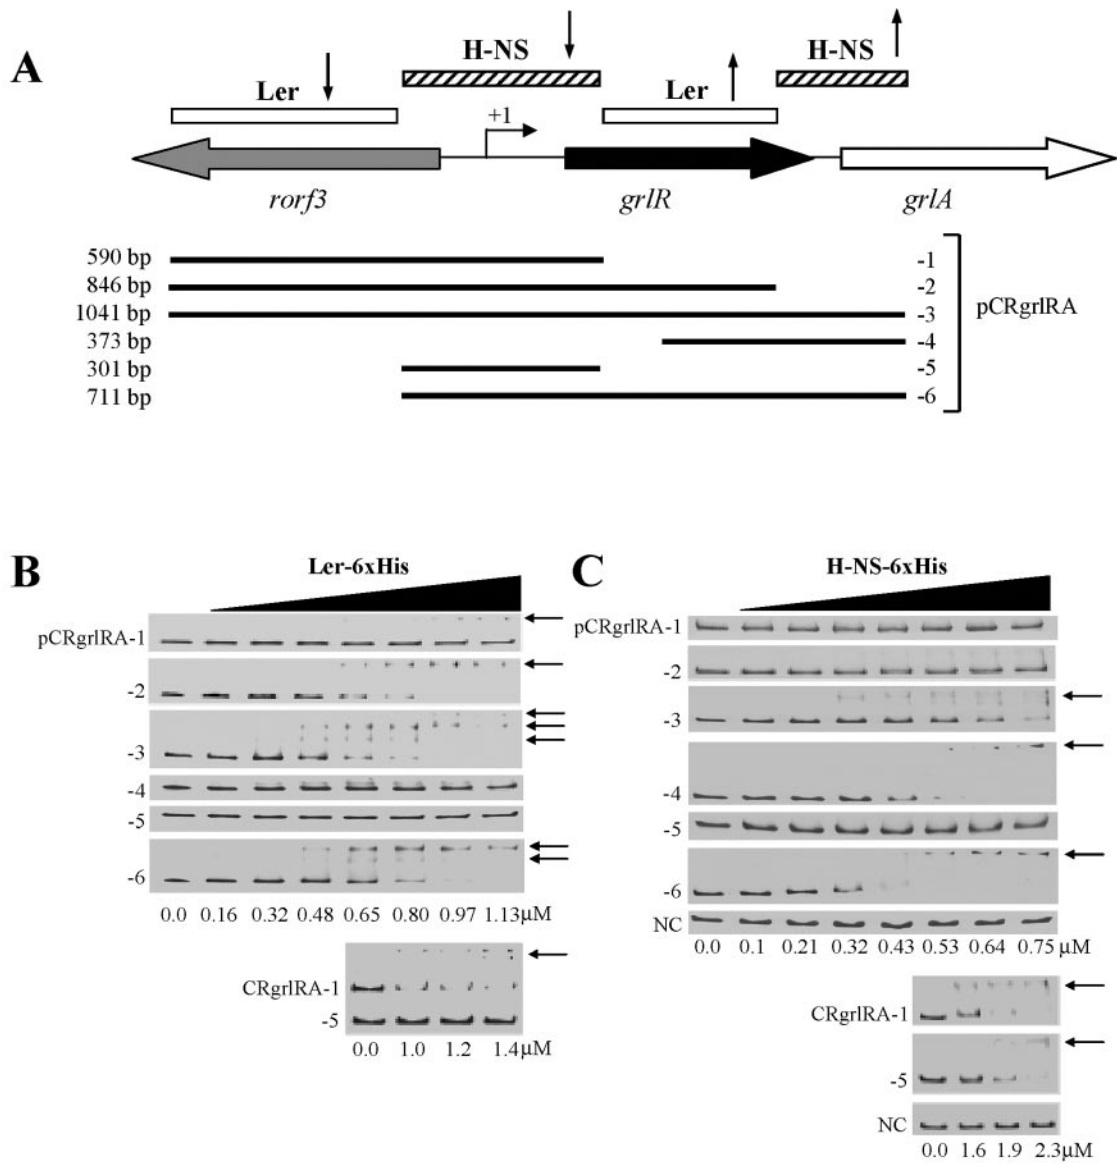 A
H-NS
H-NS
Ler
Ler
+1
rorf3
grlR
grlA
590 bp -1
846 bp -2
1041 bp -3
373 bp -4
301 bp -5
711 bp -6
pCRgrlRA
B
Ler-6xHis
pCRgrlRA-1
-2
-3
-4
-5
-6
0.0 0.16 0.32 0.48 0.65 0.80 0.97 1.13μM
CRgrlRA-1
-5
0.0 1.0 1.2 1.4μM
C
H-NS-6xHis
pCRgrlRA-1
-2
-3
-4
-5
-6
NC
0.0 0.1 0.21 0.32 0.43 0.53 0.64 0.75 μM
CRgrlRA-1
-5
NC
0.0 1.6 1.9 2.3μM